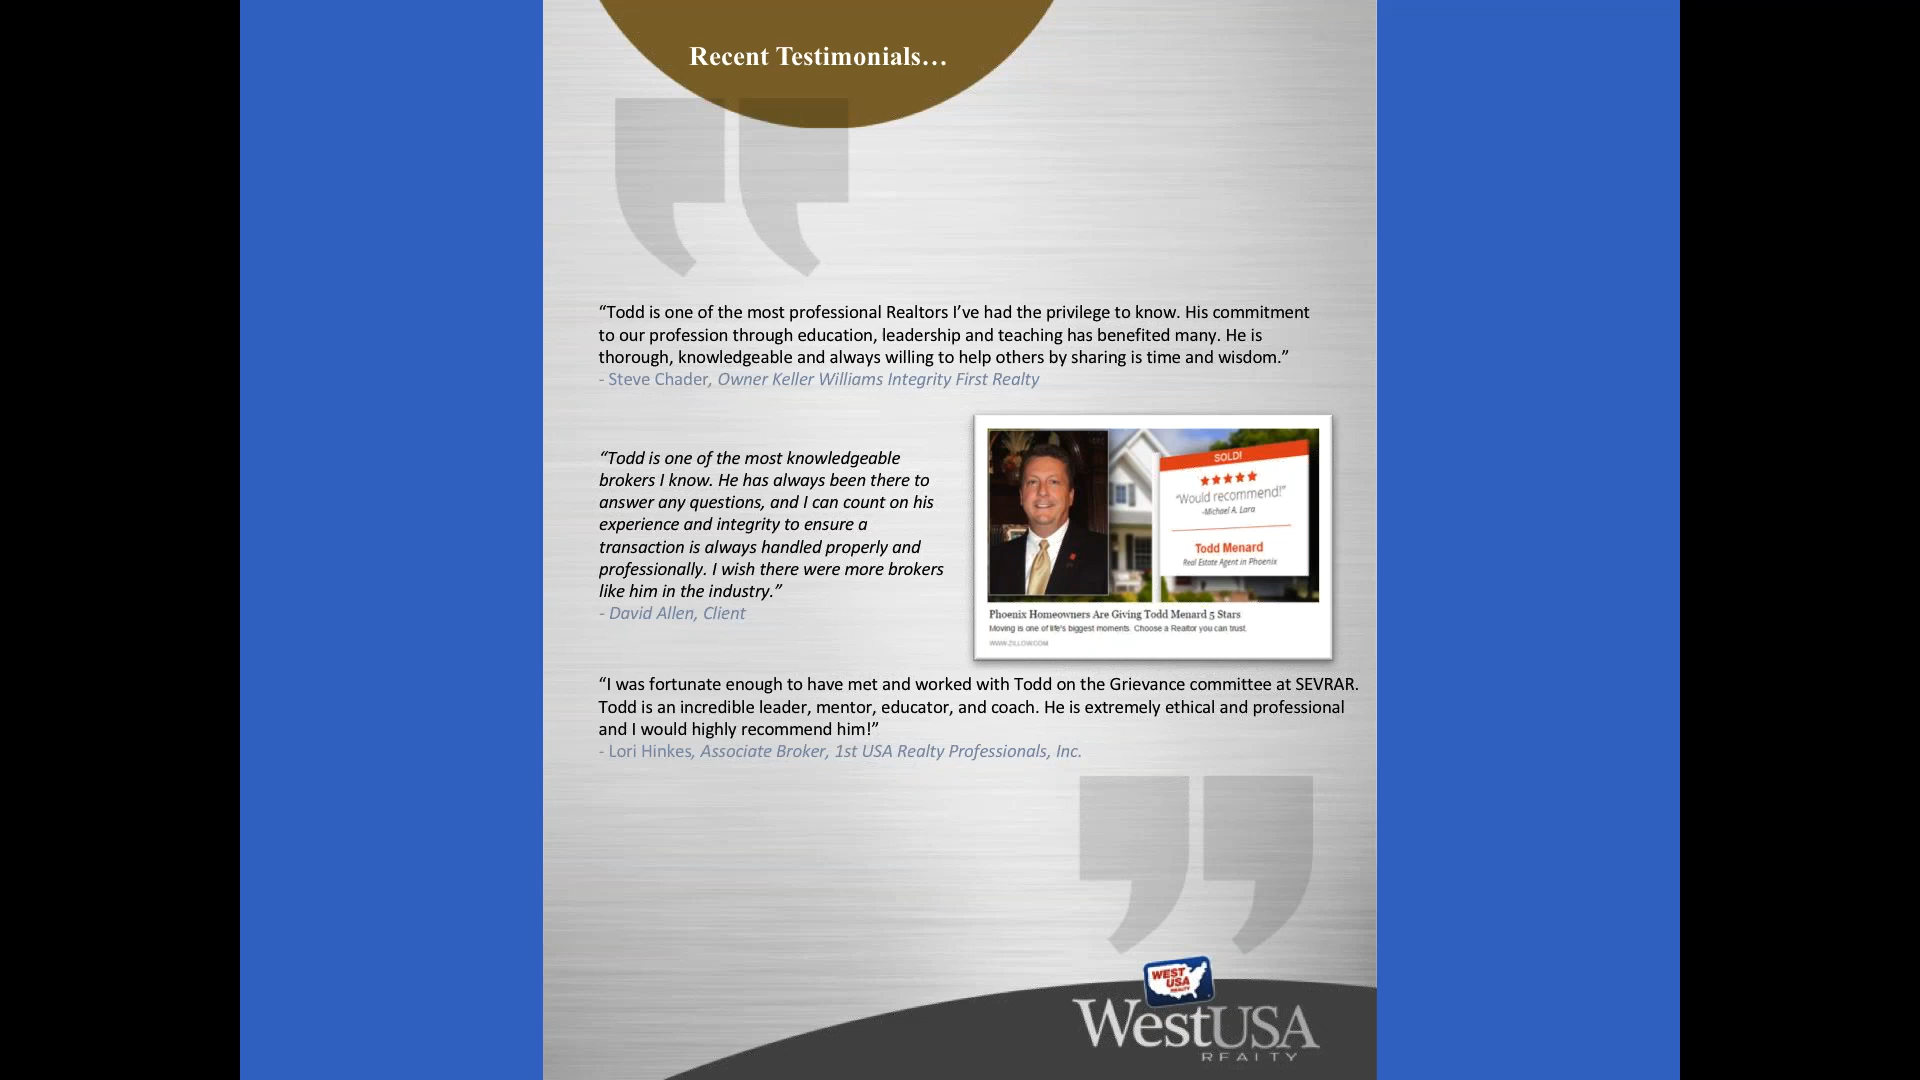 Recent Testimonials…
“Todd is one of the most professional Realtors I’ve had the privilege to know. His commitment
to our profession through education, leadership and teaching has benefited many. He is
thorough, knowledgeable and always willing to help others by sharing is time and wisdom.”
- Steve Chader, Owner Keller Williams Integrity First Realty
“Todd is one of the most knowledgeable
brokers I know. He has always been there to
answer any questions, and I can count on his
experience and integrity to ensure a
transaction is always handled properly and
professionally. I wish there were more brokers
like him in the industry.”
- David Allen, Client
SOLD!
“Would recommend!”
-Michael A. Lara
Todd Menard
Real Estate Agent in Phoenix
Phoenix Homeowners Are Giving Todd Menard 5 Stars
Moving is one of life's biggest moments. Choose a Realtor you can trust.
WWW.ZILLOW.COM
“I was fortunate enough to have met and worked with Todd on the Grievance committee at SEVRAR.
Todd is an incredible leader, mentor, educator, and coach. He is extremely ethical and professional
and I would highly recommend him!”
- Lori Hinkes, Associate Broker, 1st USA Realty Professionals, Inc.
WEST
USA
REALTY
WestUSA
REALTY